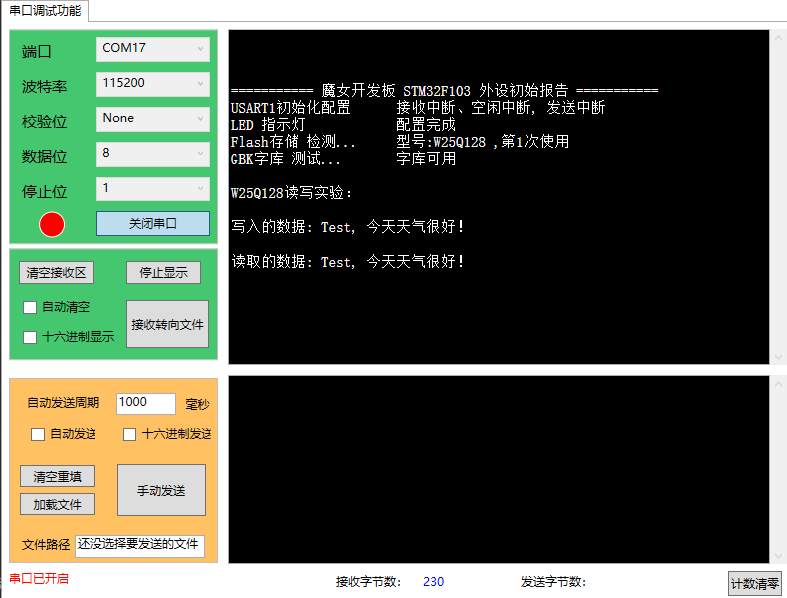 串口调试功能
端口 COM17
波特率 115200
校验位 None
数据位 8
停止位 1
关闭串口
清空接收区 停止显示
自动清空
十六进制显示
接收转向文件
=========== 魔女开发板 STM32F103 外设初始报告 ===========
USART1初始化配置 接收中断、空闲中断, 发送中断
LED 指示灯 配置完成
Flash存储 检测... 型号:W25Q128 ,第1次使用
GBK字库 测试... 字库可用
W25Q128读写实验:
写入的数据: Test, 今天天气很好!
读取的数据: Test, 今天天气很好!
自动发送周期 1000 毫秒
自动发送 十六进制发送
清空重填
加载文件
手动发送
文件路径 还没选择要发送的文件
串口已开启 接收字节数: 230 发送字节数: 计数清零